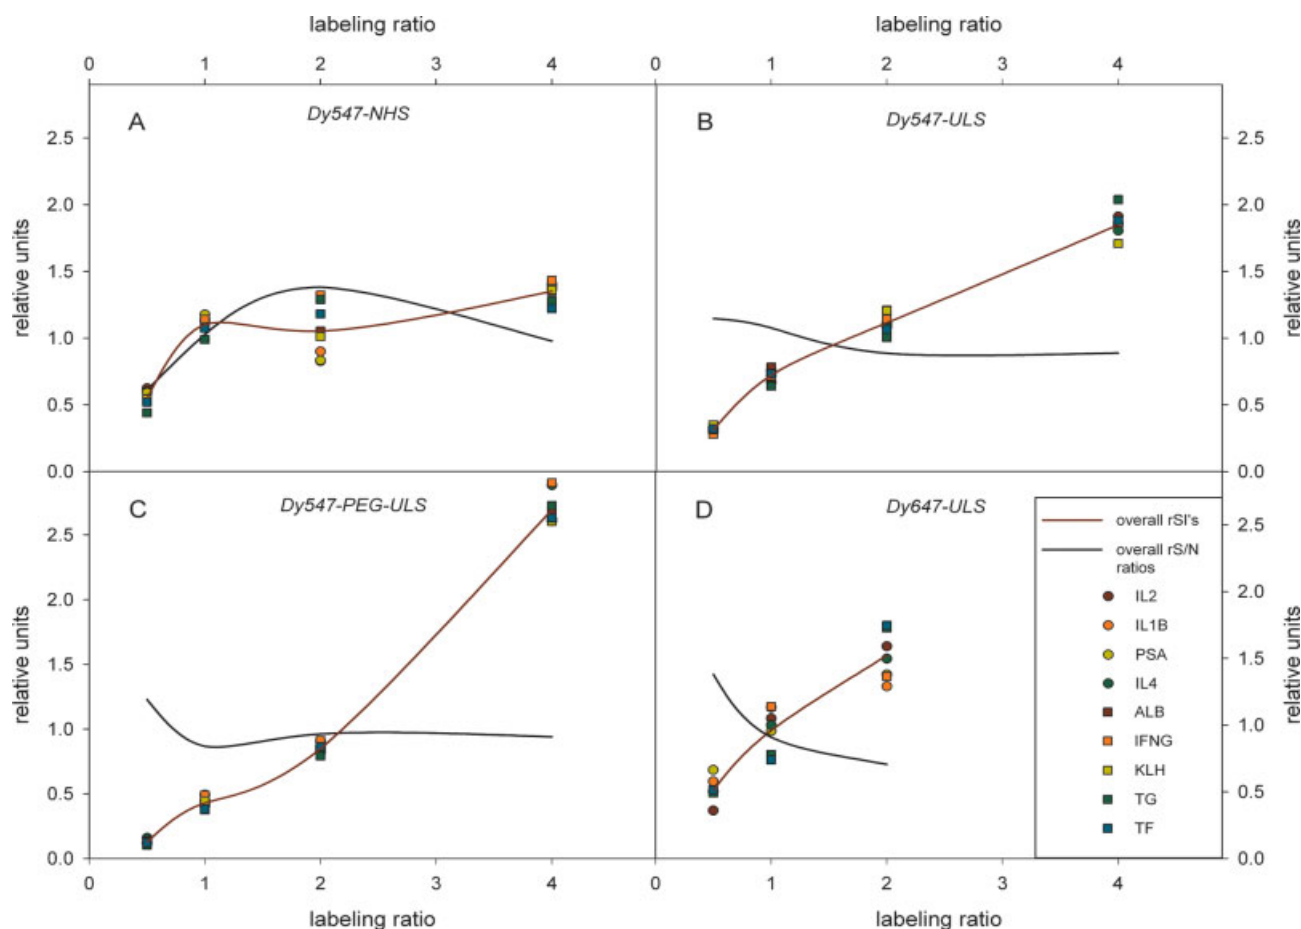 labeling ratio
labeling ratio
0 1 2 3 4
0 1 2 3 4
A
Dy547-NHS
B
Dy547-ULS
2.5
2.0
1.5
1.0
0.5
0.0
relative units
2.5
2.0
1.5
1.0
0.5
0.0
relative units
C
Dy547-PEG-ULS
D
Dy647-ULS
2.5
2.0
1.5
1.0
0.5
0.0
relative units
overall rSI's
overall rS/N
ratios
IL2
IL1B
PSA
IL4
ALB
IFNG
KLH
TG
TF
2.5
2.0
1.5
1.0
0.5
0.0
relative units
0 1 2 3 4
0 1 2 3 4
labeling ratio
labeling ratio